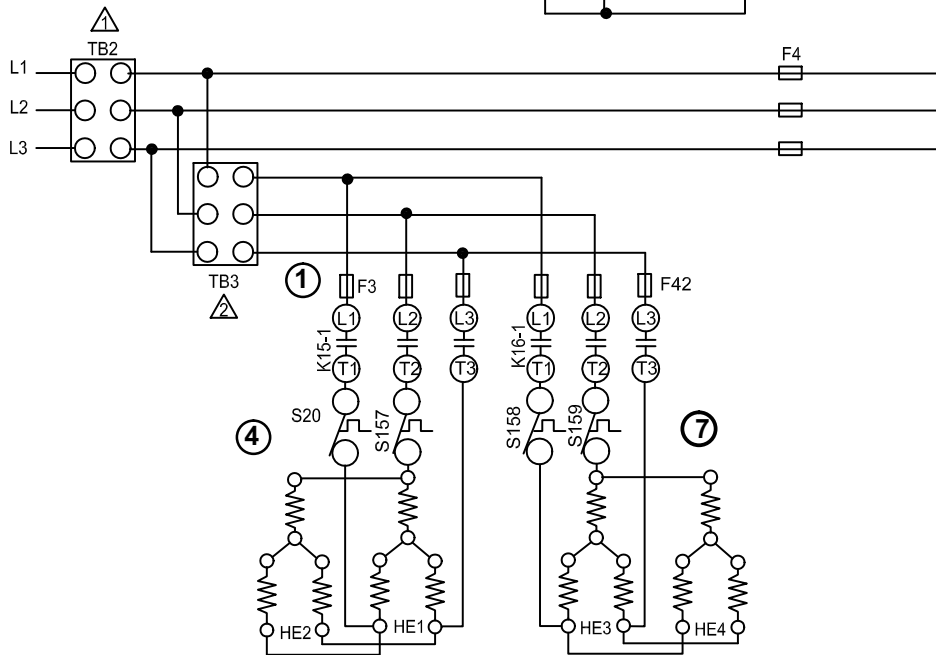 1
TB2
L1
F4
L2
L3
TB3
2
1
F3
F42
L1
L2
L3
L1
L2
L3
K15-1
K16-1
T1
T2
T3
T1
T2
T3
S20
S157
S158
S159
4
7
HE2
HE1
HE3
HE4